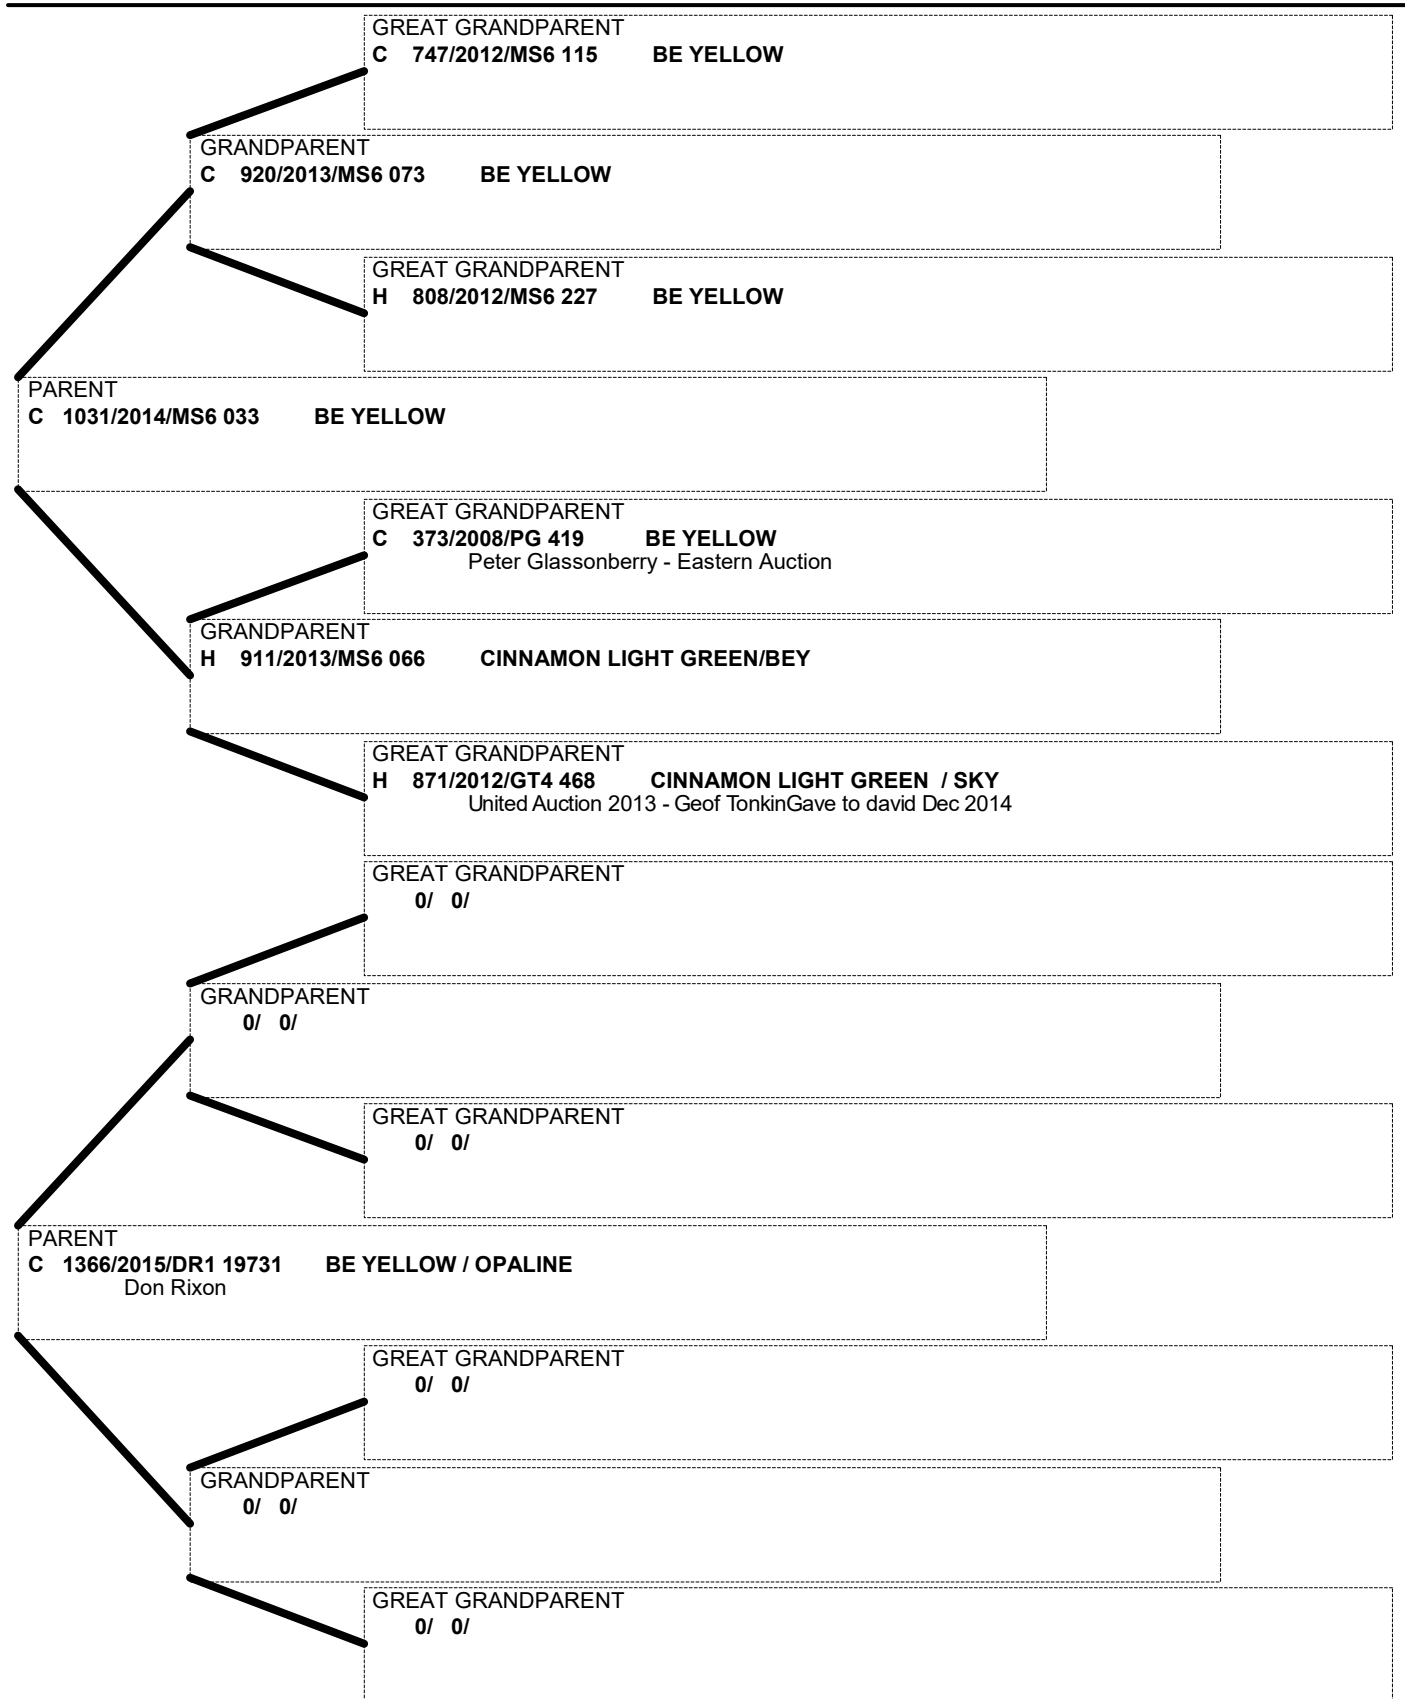 GREAT GRANDPARENT
C 747/2012/MS6 115 BE YELLOW
GRANDPARENT
C 920/2013/MS6 073 BE YELLOW
GREAT GRANDPARENT
H 808/2012/MS6 227 BE YELLOW
PARENT
C 1031/2014/MS6 033 BE YELLOW
GREAT GRANDPARENT
C 373/2008/PG 419 BE YELLOW
Peter Glassonberry - Eastern Auction
GRANDPARENT
H 911/2013/MS6 066 CINNAMON LIGHT GREEN/BEY
GREAT GRANDPARENT
H 871/2012/GT4 468 CINNAMON LIGHT GREEN / SKY
United Auction 2013 - Geof TonkinGave to david Dec 2014
GREAT GRANDPARENT
0/ 0/
GRANDPARENT
0/ 0/
GREAT GRANDPARENT
0/ 0/
PARENT
C 1366/2015/DR1 19731 BE YELLOW / OPALINE
Don Rixon
GREAT GRANDPARENT
0/ 0/
GRANDPARENT
0/ 0/
GREAT GRANDPARENT
0/ 0/